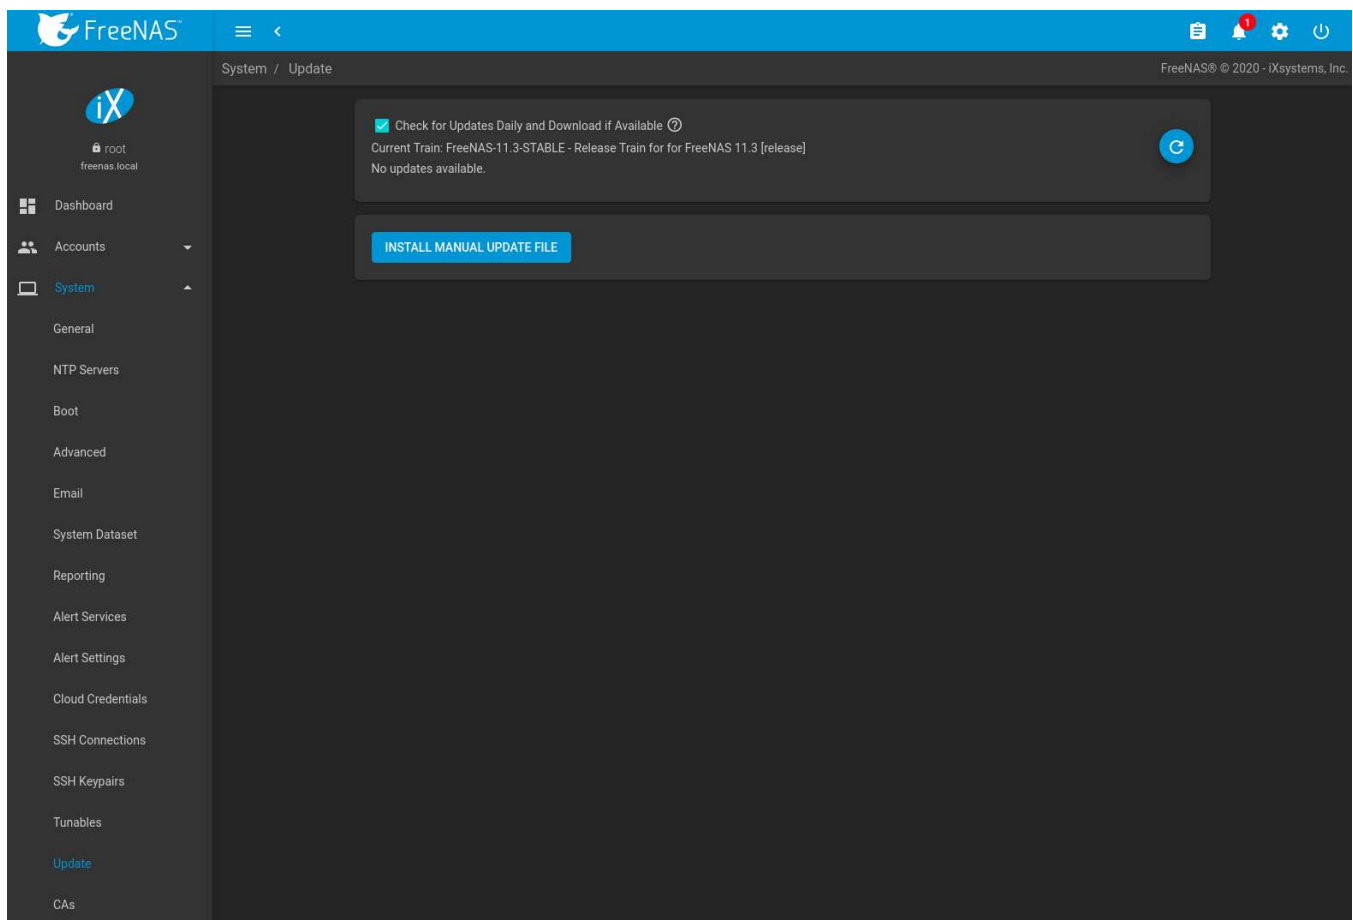 FreeNAS™
1
System / Update
FreeNAS® © 2020 - iXsystems, Inc.
iX
root
freenas.local
Dashboard
Accounts
System
General
NTP Servers
Boot
Advanced
Email
System Dataset
Reporting
Alert Services
Alert Settings
Cloud Credentials
SSH Connections
SSH Keypairs
Tunables
Update
CAs
Check for Updates Daily and Download if Available
Current Train: FreeNAS-11.3-STABLE - Release Train for for FreeNAS 11.3 [release]
No updates available.
INSTALL MANUAL UPDATE FILE